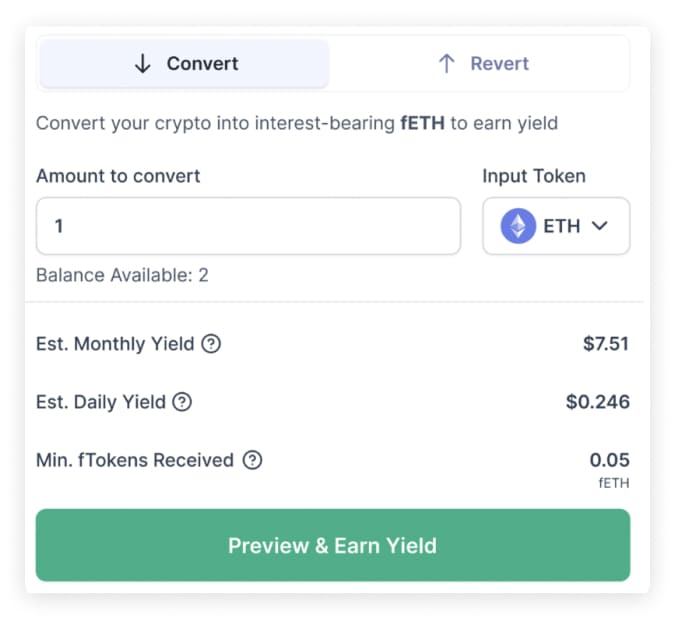 Convert
Revert
Convert your crypto into interest-bearing fETH to earn yield
Amount to convert
Input Token
1
ETH
Balance Available: 2
Est. Monthly Yield ?
$7.51
Est. Daily Yield ?
$0.246
Min. fTokens Received ?
0.05
fETH
Preview & Earn Yield